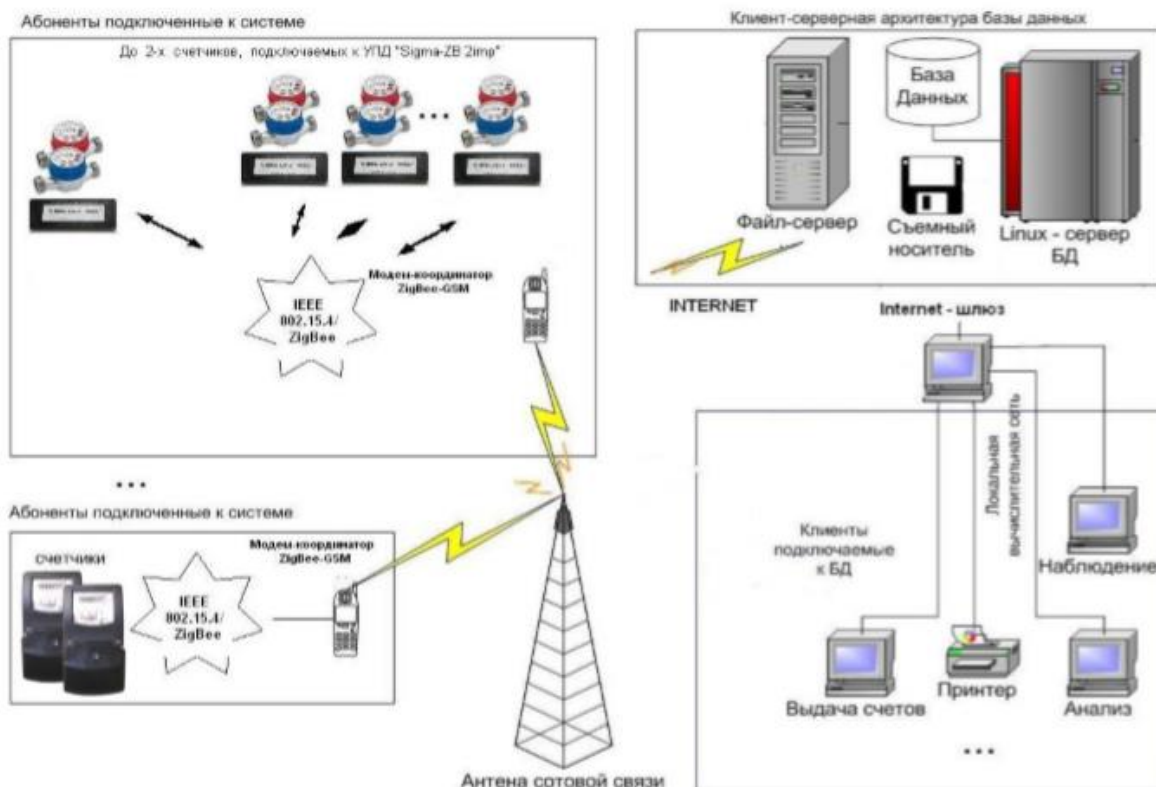 Абоненты подключенные к системе
До 2-х счетчиков, подключаемых к УПД "Sigma-ZB 2imp"
Модем-координатор
ZigBee-GSM
IEEE
802.15.4/
ZigBee
...
Абоненты подключенные к системе
счетчики
Модем-координатор
ZigBee-GSM
IEEE
802.15.4/
ZigBee
Антена сотовой связи
Клиент-сереерная архитектура базы данных
База
Данных
Файл-сервер
Съемный
носитель
Linux - сервер
БД
INTERNET
Internet - шлюз
Локальная
вычислительная сеть
Клиенты
подключаемые
к БД
Наблюдение
Выдача счетов
Принтер
Анализ
...